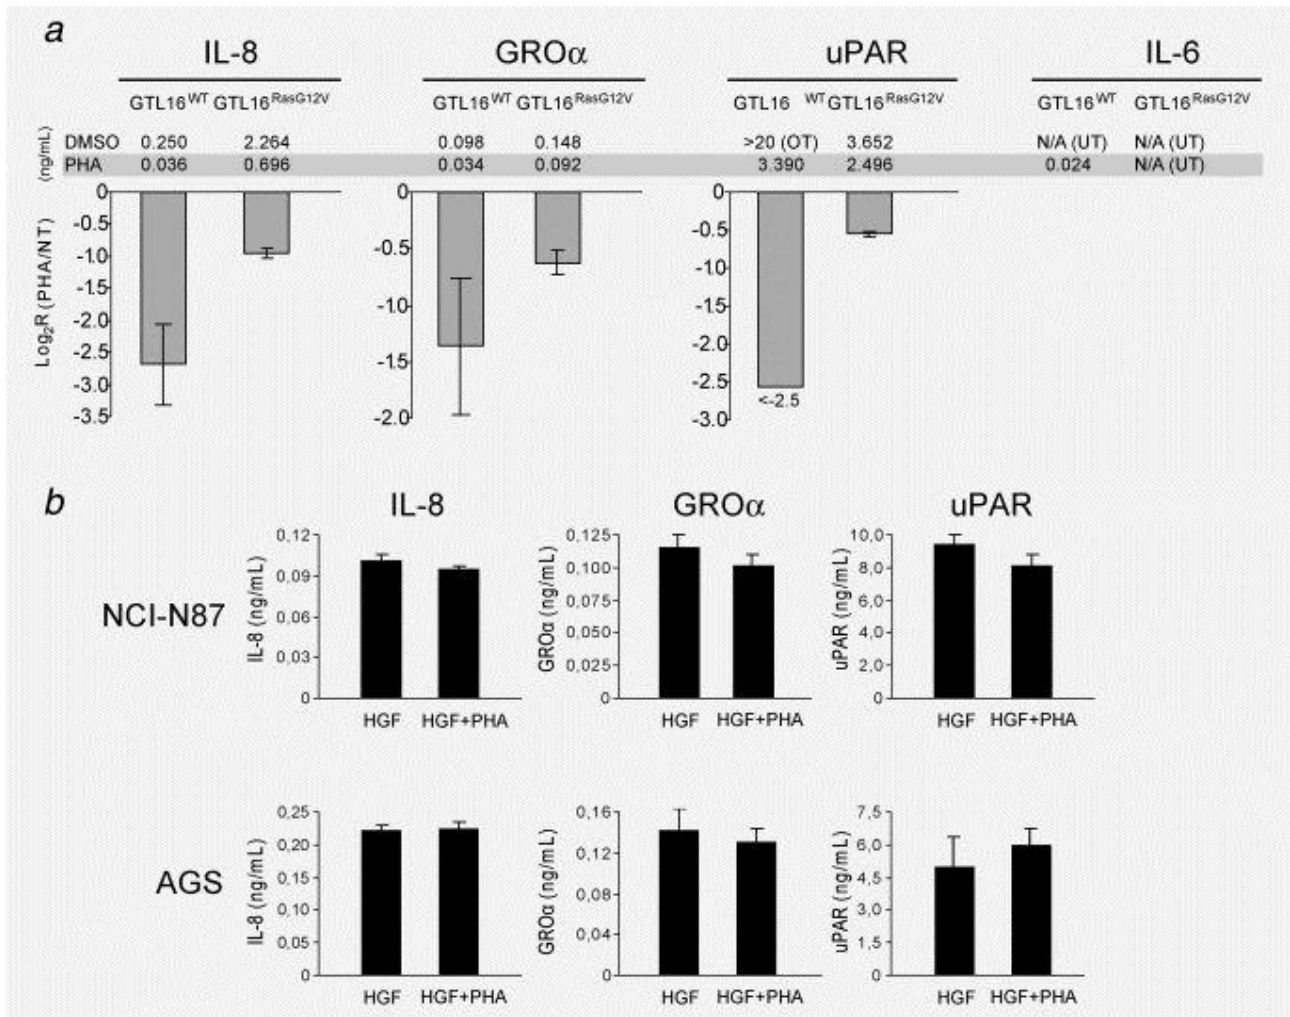 a
IL-8 GROα uPAR IL-6
GTL16WT GTL16RasG12V GTL16WT GTL16RasG12V GTL16 WT GTL16RasG12V GTL16WT GTL16RasG12V
(ng/mL)
DMSO 0.250 2.264 0.098 0.148 >20 (OT) 3.652 N/A (UT) N/A (UT)
PHA 0.036 0.696 0.034 0.092 3.390 2.496 0.024 N/A (UT)
Log2R (PHA/NT)
0
-0.5
-1.0
-1.5
-2.0
-2.5
-3.0
-3.5
0
-0.5
-1.0
-1.5
-2.0
0
-0.5
-1.0
-1.5
-2.0
-2.5
-3.0
<-2.5
b
IL-8 GROα uPAR
NCI-N87
IL-8 (ng/mL)
0,12
0,09
0,06
0,03
0
HGF HGF+PHA
GROα (ng/mL)
0,125
0,100
0,075
0,050
0,025
0
HGF HGF+PHA
uPAR (ng/mL)
10,0
8,0
6,0
4,0
2,0
0
HGF HGF+PHA
AGS
IL-8 (ng/mL)
0,25
0,20
0,15
0,10
0,05
0
HGF HGF+PHA
GROα (ng/mL)
0,16
0,12
0,08
0,04
0
HGF HGF+PHA
uPAR (ng/mL)
7,5
6,0
4,5
3,0
1,5
0
HGF HGF+PHA